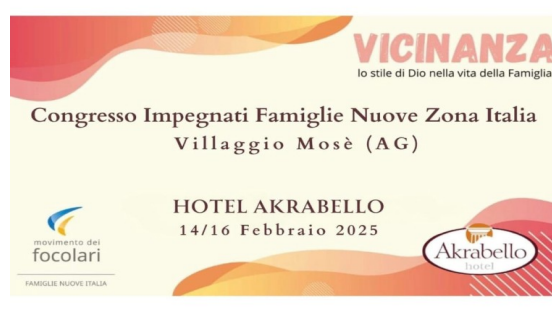 VICINANZA
lo stile di Dio nella vita della Famiglia
Congresso Impegnati Famiglie Nuove Zona Italia
Villaggio Mosè (AG)
HOTEL AKRABELLO
14/16 Febbraio 2025
movimento dei
focolari
FAMIGLIE NUOVE ITALIA
Akrabello
hotel